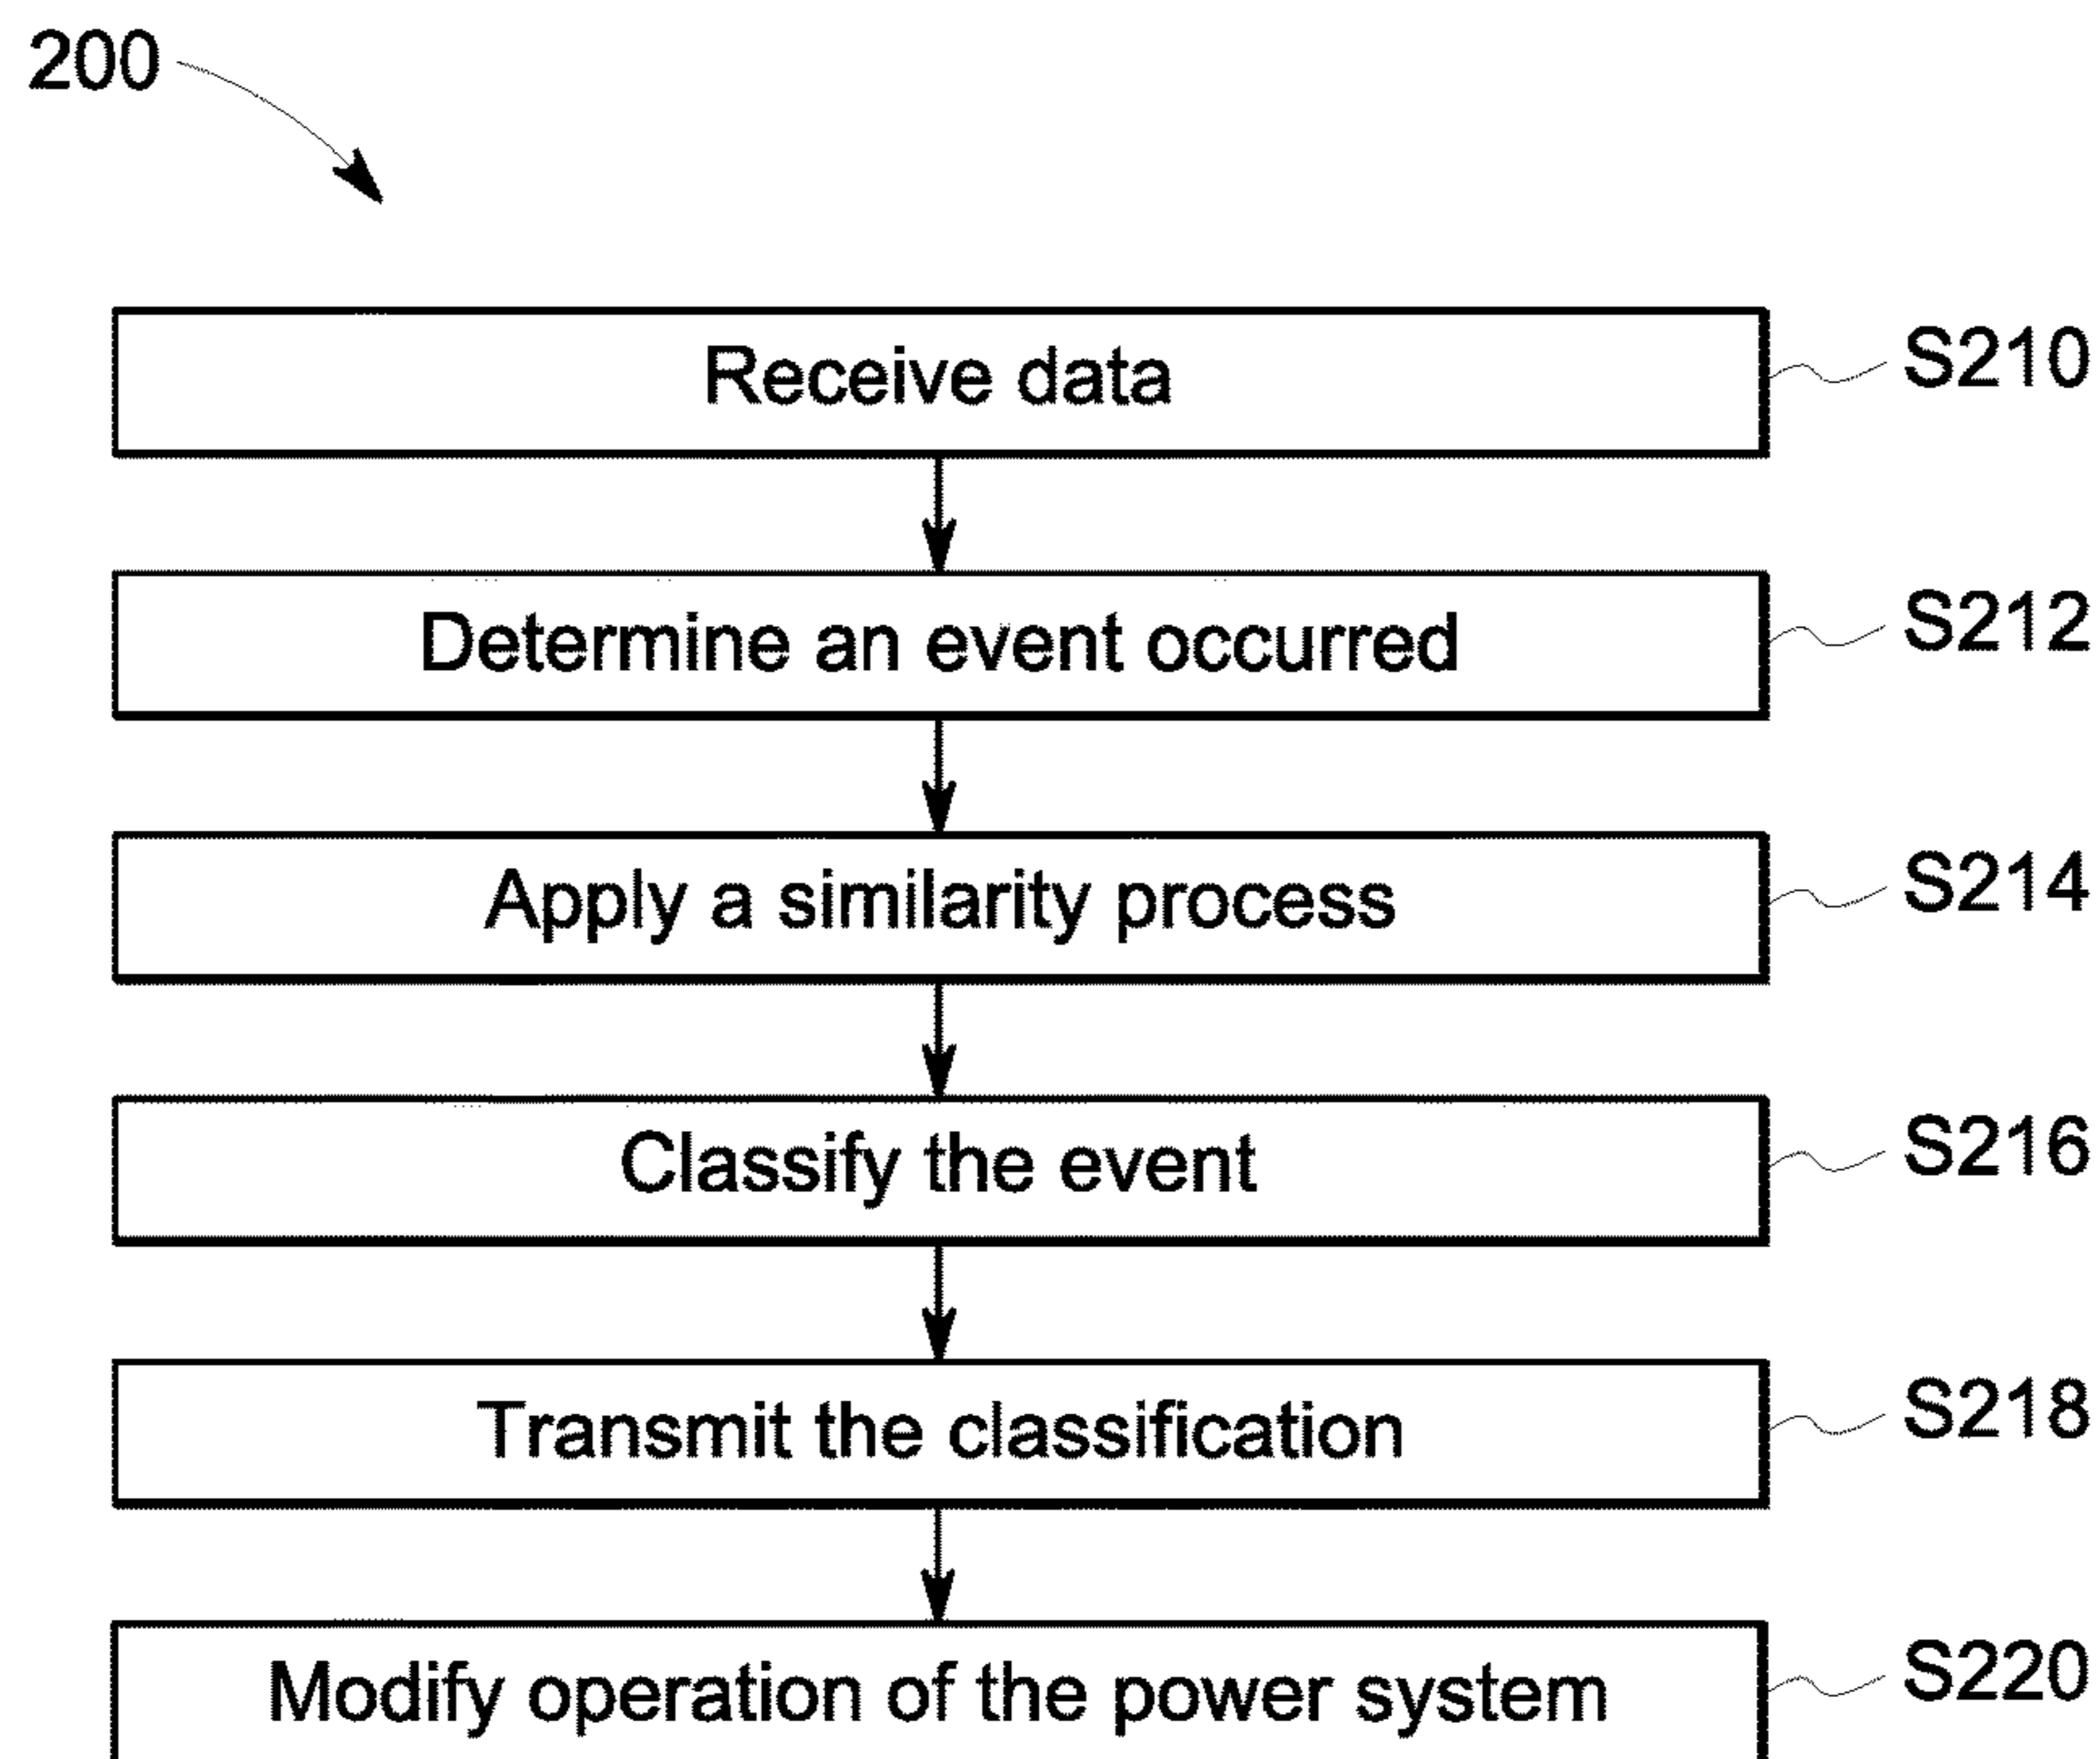 200
Receive data
S210
Determine an event occurred
S212
Apply a similarity process
S214
Classify the event
S216
Transmit the classification
S218
Modify operation of the power system
S220